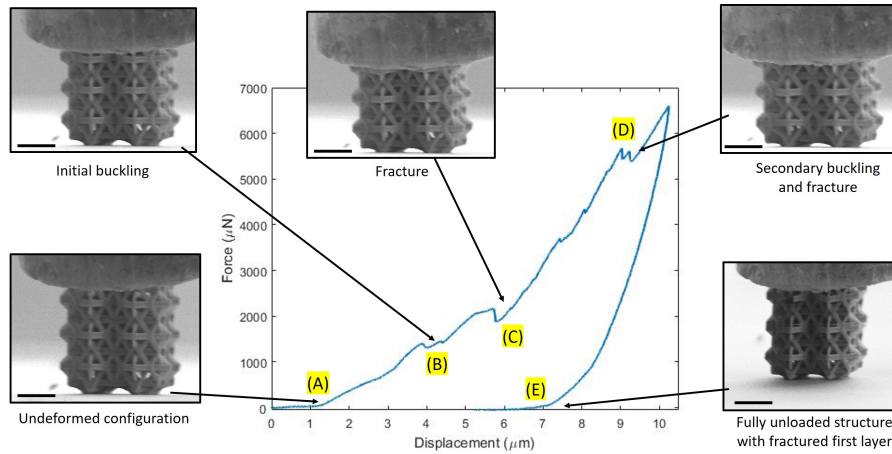 Initial buckling
Fracture
Secondary buckling
and fracture
Undeformed configuration
Fully unloaded structure
with fractured first layer
Force (μN)
7000
6000
5000
4000
3000
2000
1000
0
(A)
(B)
(C)
(D)
(E)
0 1 2 3 4 5 6 7 8 9 10
Displacement (μm)